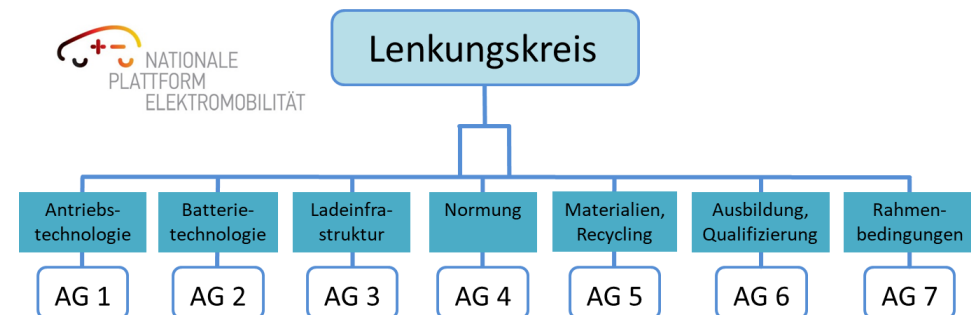 NATIONALE
PLATTFORM
ELEKTROMOBILITÄT
Lenkungskreis
Antriebs-
technologie
Batterie-
technologie
Ladeinfra-
struktur
Normung
Materialien,
Recycling
Ausbildung,
Qualifizierung
Rahmen-
bedingungen
AG 1
AG 2
AG 3
AG 4
AG 5
AG 6
AG 7